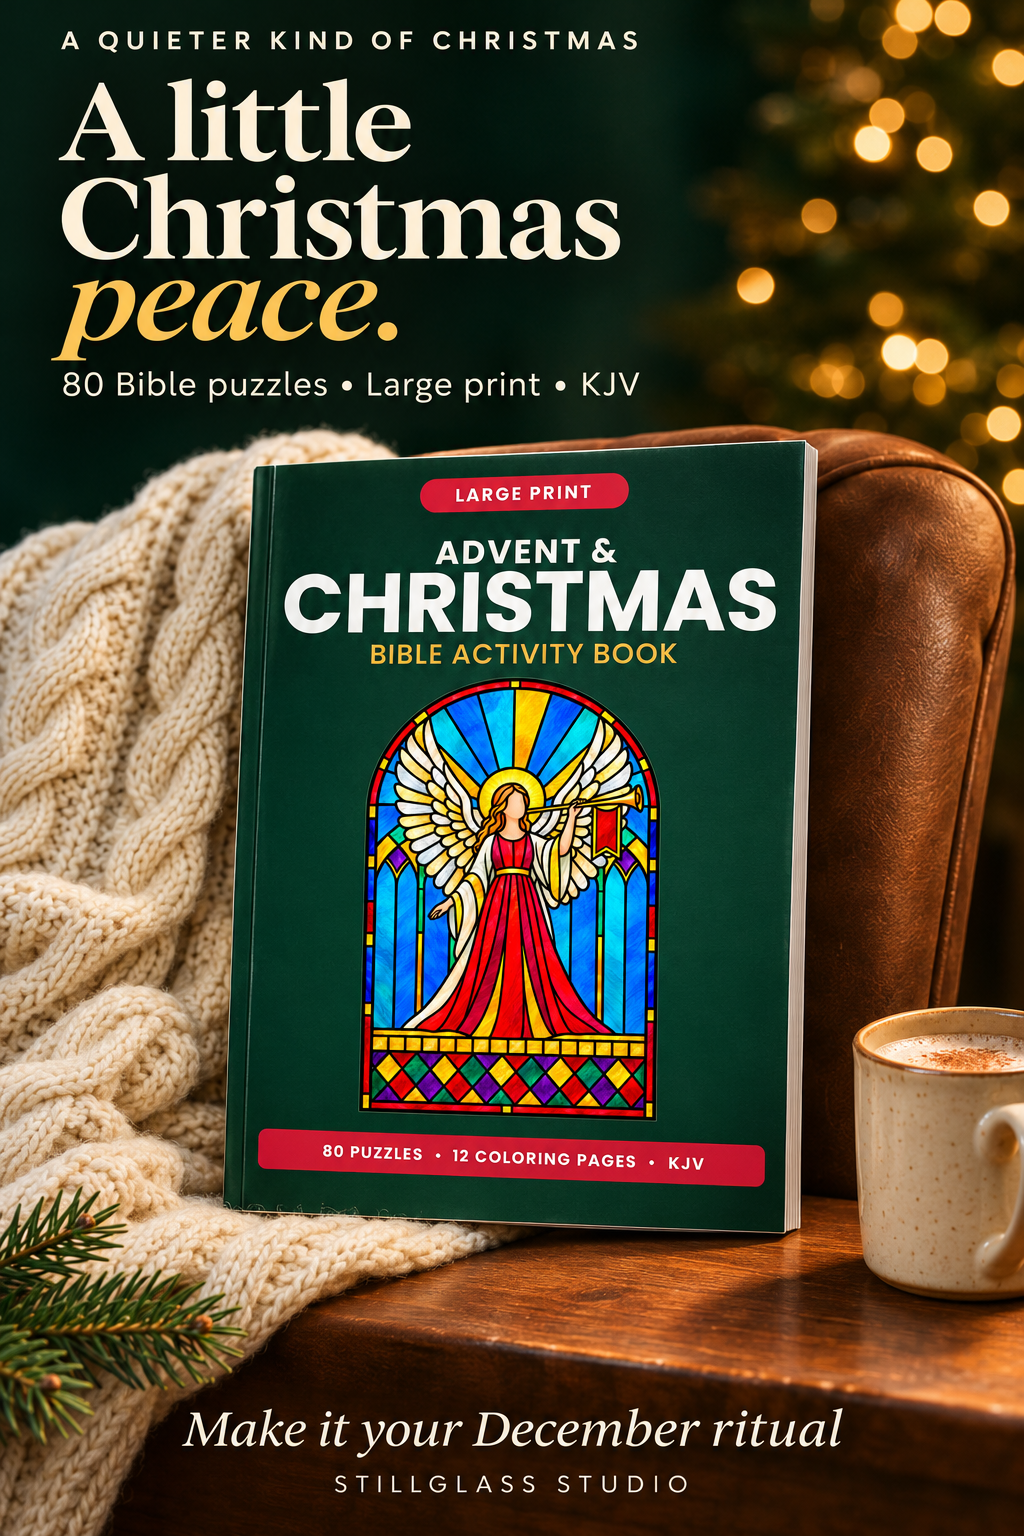 A QUIETER KIND OF CHRISTMAS
A little
Christmas
peace.
80 Bible puzzles • Large print • KJV
LARGE PRINT
ADVENT &
CHRISTMAS
BIBLE ACTIVITY BOOK
80 PUZZLES • 12 COLORING PAGES • KJV
Make it your December ritual
STILLGLASS STUDIO